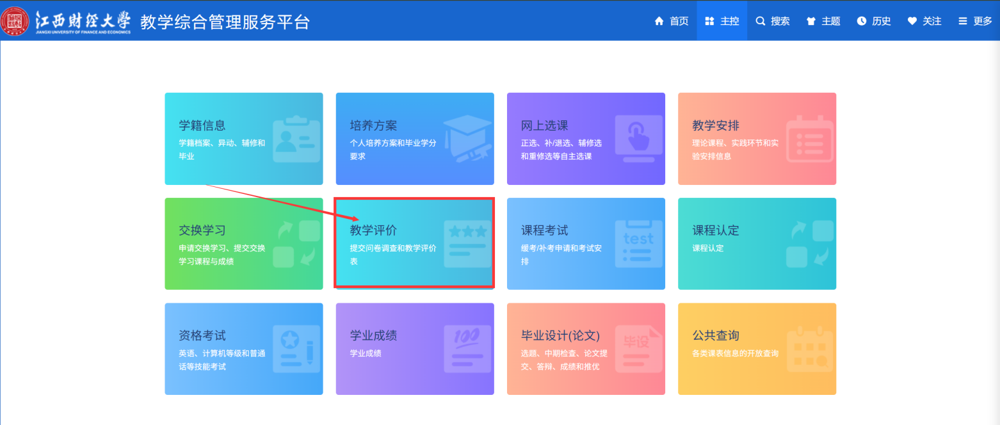 江西财经大学
JIANGXI UNIVERSITY OF FINANCE AND ECONOMICS
教学综合管理服务平台
首页
主控
搜索
主题
历史
关注
更多
学籍信息
学籍档案、异动、辅修和
毕业
培养方案
个人培养方案和毕业学分
要求
网上选课
正选、补/退选、辅修选
和重修选等自主选课
教学安排
理论课程、实践环节和实
验安排信息
交换学习
申请交换学习、提交交换
学习课程与成绩
教学评价
提交问卷调查和教学评价
表
课程考试
缓考/补考申请和考试安
排
test
课程认定
课程认定
资格考试
英语、计算机等级和普通
话等技能考试
学业成绩
学业成绩
100
毕业设计(论文)
选题、中期检查、论文提
交、答辩、成绩和推优
毕设
公共查询
各类课表信息的开放查询